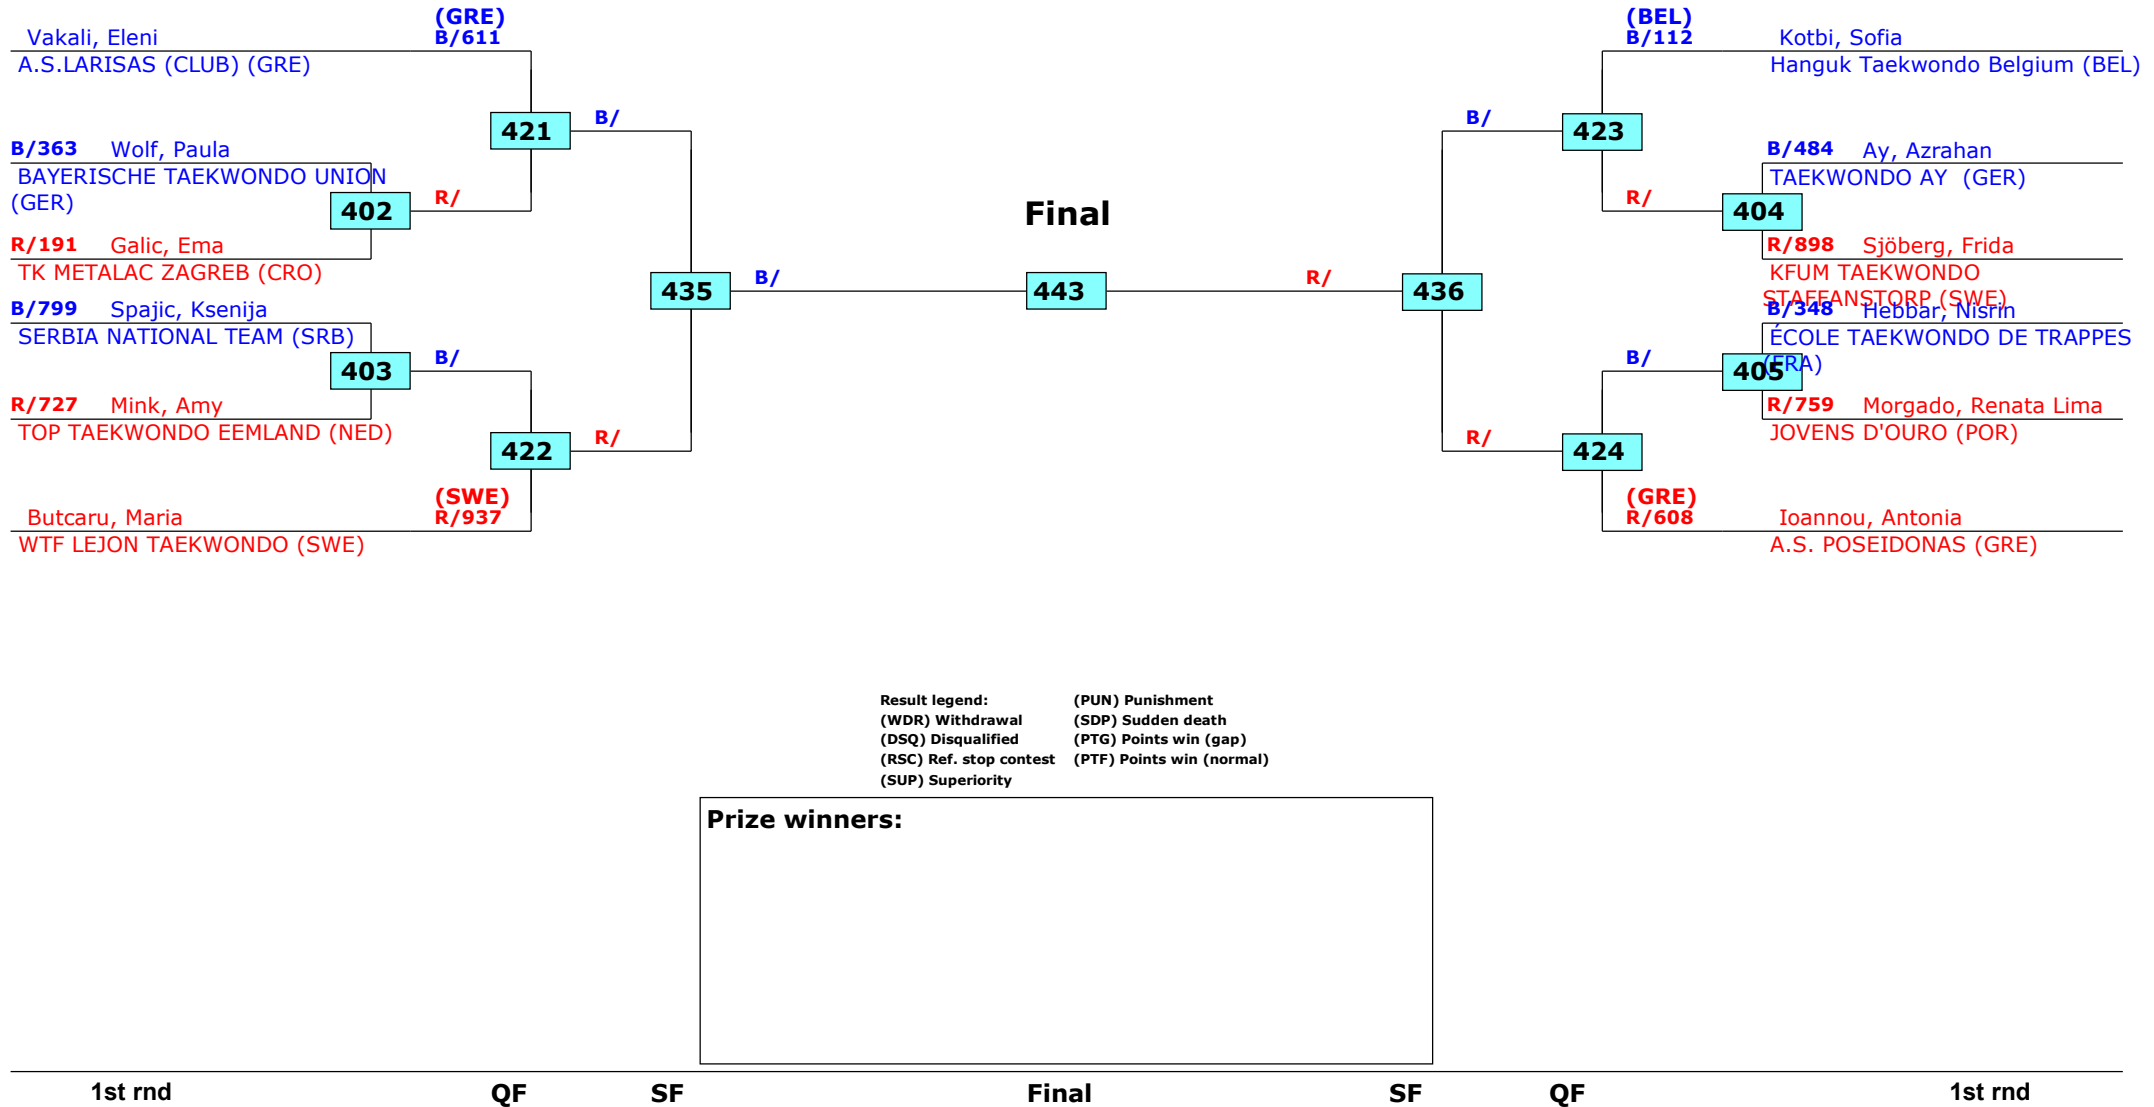 (GRE)
Vakali, Eleni
B/611
A.S.LARISAS (CLUB) (GRE)
421
B/
B/363 Wolf, Paula
BAYERISCHE TAEKWONDO UNION
(GER)
402
R/
R/191 Galic, Ema
TK METALAC ZAGREB (CRO)
435
B/
B/799 Spajic, Ksenija
SERBIA NATIONAL TEAM (SRB)
403
B/
R/727 Mink, Amy
TOP TAEKWONDO EEMLAND (NED)
422
R/
(SWE)
Butcaru, Maria
R/937
WTF LEJON TAEKWONDO (SWE)
Final
443
(BEL)
B/112 Kotbi, Sofia
Hanguk Taekwondo Belgium (BEL)
B/
423
B/484 Ay, Azrahan
TAEKWONDO AY (GER)
R/
404
R/898 Sjöberg, Frida
KFUM TAEKWONDO
STAFFANSTORP (SWE)
R/
436
B/348 Hebbar, Nisrin
ÉCOLE TAEKWONDO DE TRAPPES
(FRA)
B/
405
R/759 Morgado, Renata Lima
JOVENS D'OURO (POR)
R/
424
(GRE)
R/608 Ioannou, Antonia
A.S. POSEIDONAS (GRE)
Result legend: (PUN) Punishment
(WDR) Withdrawal (SDP) Sudden death
(DSQ) Disqualified (PTG) Points win (gap)
(RSC) Ref. stop contest (PTF) Points win (normal)
(SUP) Superiority
Prize winners:
1st rnd QF SF Final SF QF 1st rnd